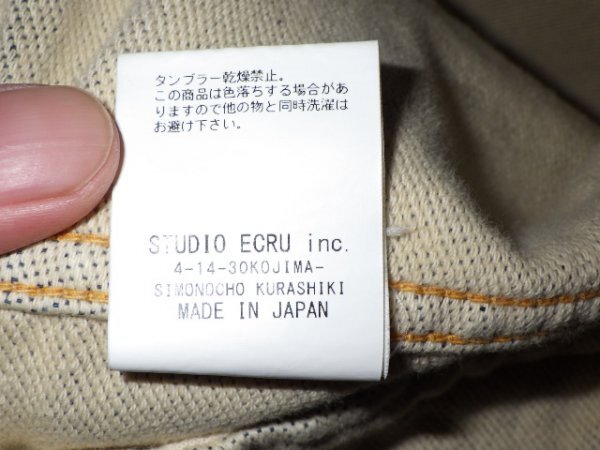 タンブラー乾燥禁止。
この商品は色落ちする場合があ
りますので他の物と同時洗濯は
お避け下さい。
STUDIO ECRU inc.
4-14-30KOJIMA-
SIMONOCHO KURASHIKI
MADE IN JAPAN